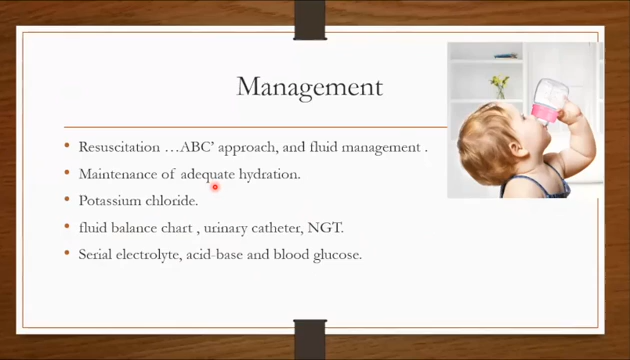 Management
• Resuscitation …ABC' approach, and fluid management .
• Maintenance of adequate hydration.
• Potassium chloride.
• fluid balance chart , urinary catheter, NGT.
• Serial electrolyte, acid-base and blood glucose.